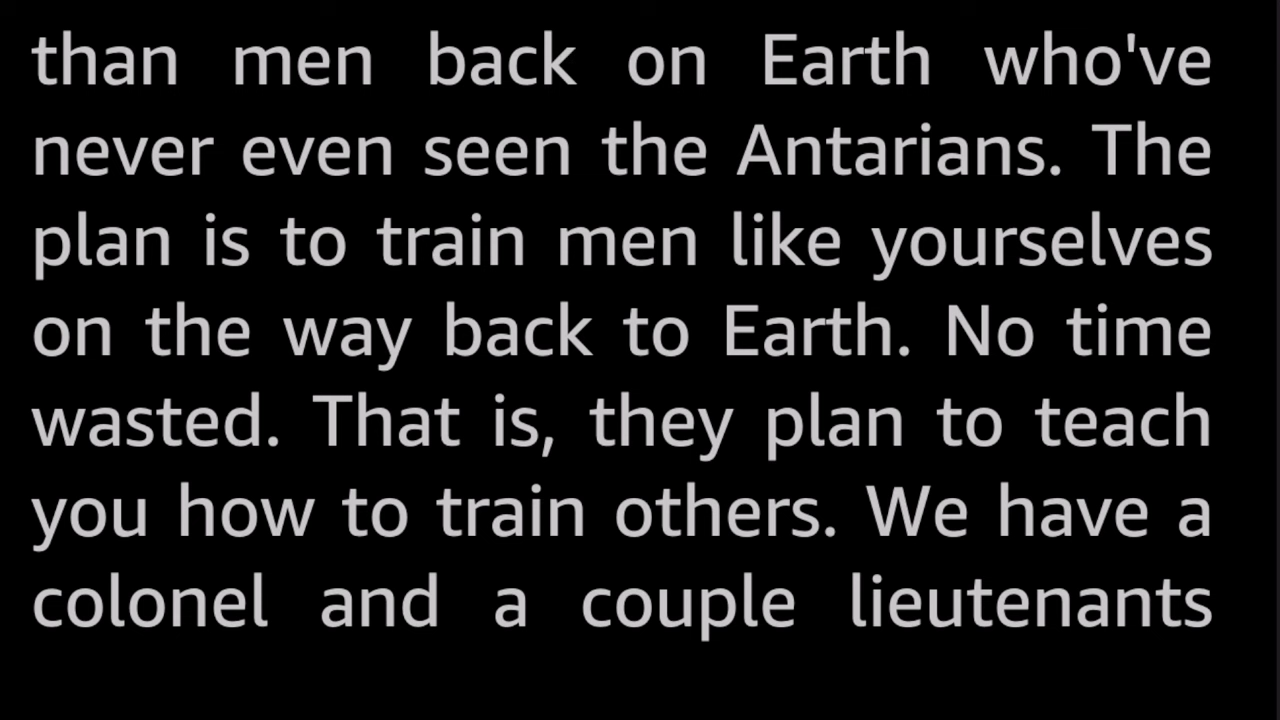 than men back on Earth who've
never even seen the Antarians. The
plan is to train men like yourselves
on the way back to Earth. No time
wasted. That is, they plan to teach
you how to train others. We have a
colonel and a couple lieutenants